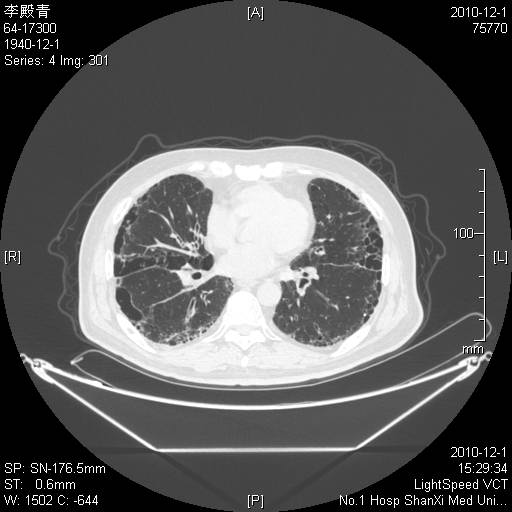 李殿青
64-17300
1940-12-1
Series: 4 Img: 301
[A]
2010-12-1
75770
[R]
100
[L]
mm
SP: SN-176.5mm
ST: 0.6mm
W: 1502 C: -644
[P]
2010-12-1
15:29:34
LightSpeed VCT
No.1 Hosp ShanXi Med Uni...